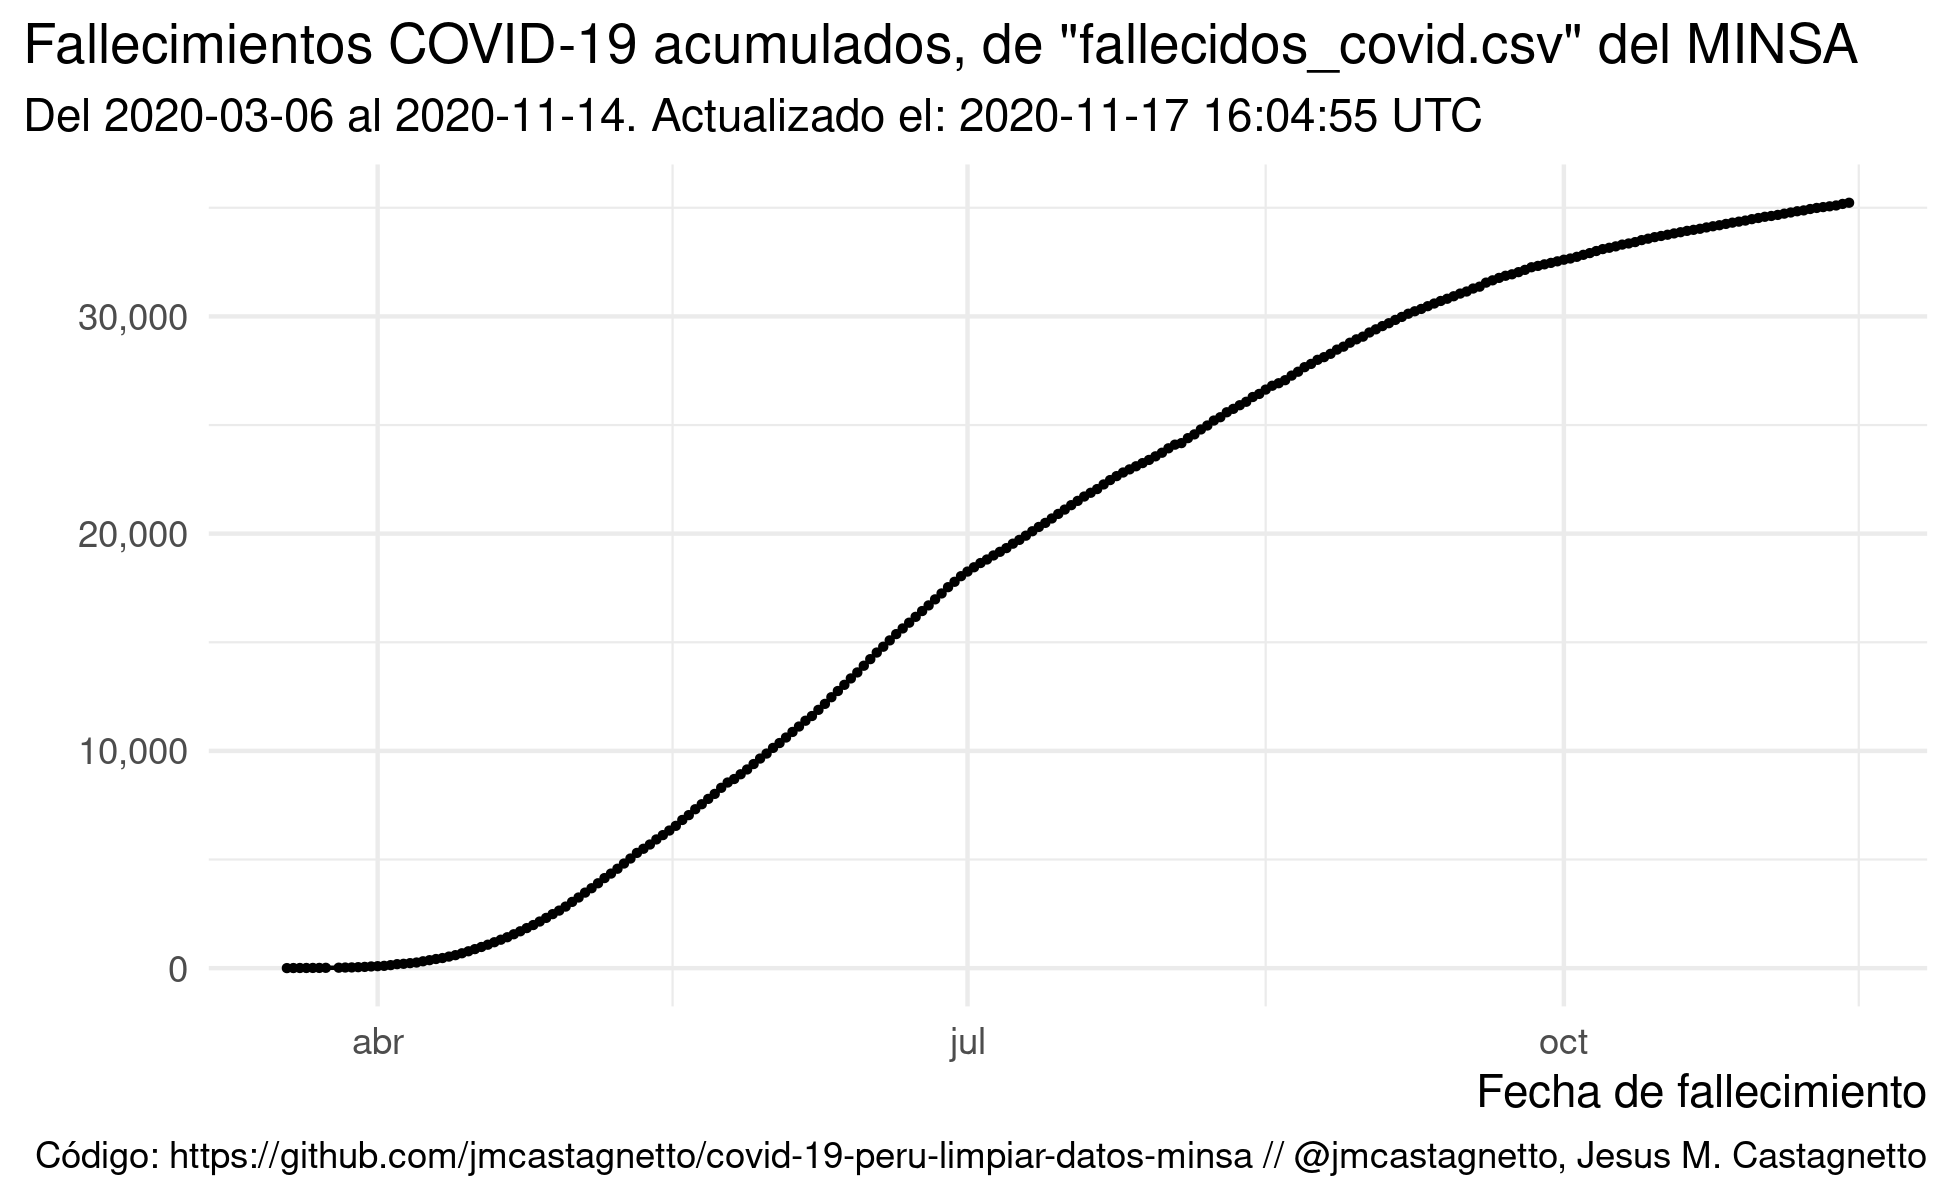 Fallecimientos COVID-19 acumulados, de "fallecidos_covid.csv" del MINSA
Del 2020-03-06 al 2020-11-14. Actualizado el: 2020-11-17 16:04:55 UTC
30,000
20,000
10,000
0
abr jul oct
Fecha de fallecimiento
Código: https://github.com/jmcastagnetto/covid-19-peru-limpiar-datos-minsa // @jmcastagnetto, Jesus M. Castagnetto